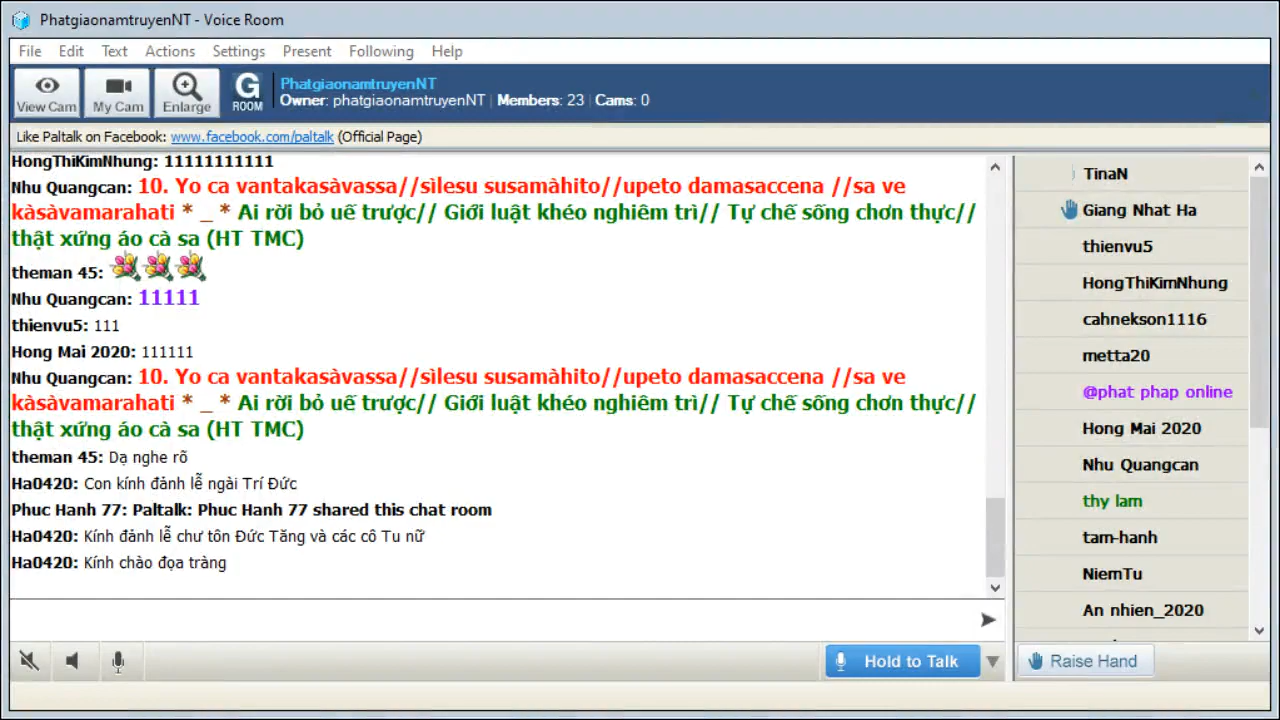 PhatgiaonamtruyenNT - Voice Room
File Edit Text Actions Settings Present Following Help
View Cam My Cam Enlarge G ROOM
PhatgiaonamtruyenNT
Owner: phatgiaonamtruyenNT | Members: 23 | Cams: 0
Like Paltalk on Facebook: www.facebook.com/paltalk (Official Page)
HongThiKimNhung: 11111111111
Nhu Quangcan: 10. Yo ca vantakasàvassa//sìlesu susamàhito//upeto damasaccena //sa ve
kàsàvamarahati * _ * Ai rời bỏ uế trược// Giới luật khéo nghiêm trì// Tự chế sống chơn thực//
thật xứng áo cà sa (HT TMC)
theman 45:
Nhu Quangcan: 11111
thienvu5: 111
Hong Mai 2020: 111111
Nhu Quangcan: 10. Yo ca vantakasàvassa//sìlesu susamàhito//upeto damasaccena //sa ve
kàsàvamarahati * _ * Ai rời bỏ uế trược// Giới luật khéo nghiêm trì// Tự chế sống chơn thực//
thật xứng áo cà sa (HT TMC)
theman 45: Dạ nghe rõ
Ha0420: Con kính đảnh lễ ngài Trí Đức
Phuc Hanh 77: Paltalk: Phuc Hanh 77 shared this chat room
Ha0420: Kính đảnh lễ chư tôn Đức Tăng và các cô Tu nữ
Ha0420: Kính chào đọa tràng
Hold to Talk
TinaN
Giang Nhat Ha
thienvu5
HongThiKimNhung
cahnekson1116
metta20
@phat phap online
Hong Mai 2020
Nhu Quangcan
thy lam
tam-hanh
NiemTu
An nhien_2020
Raise Hand